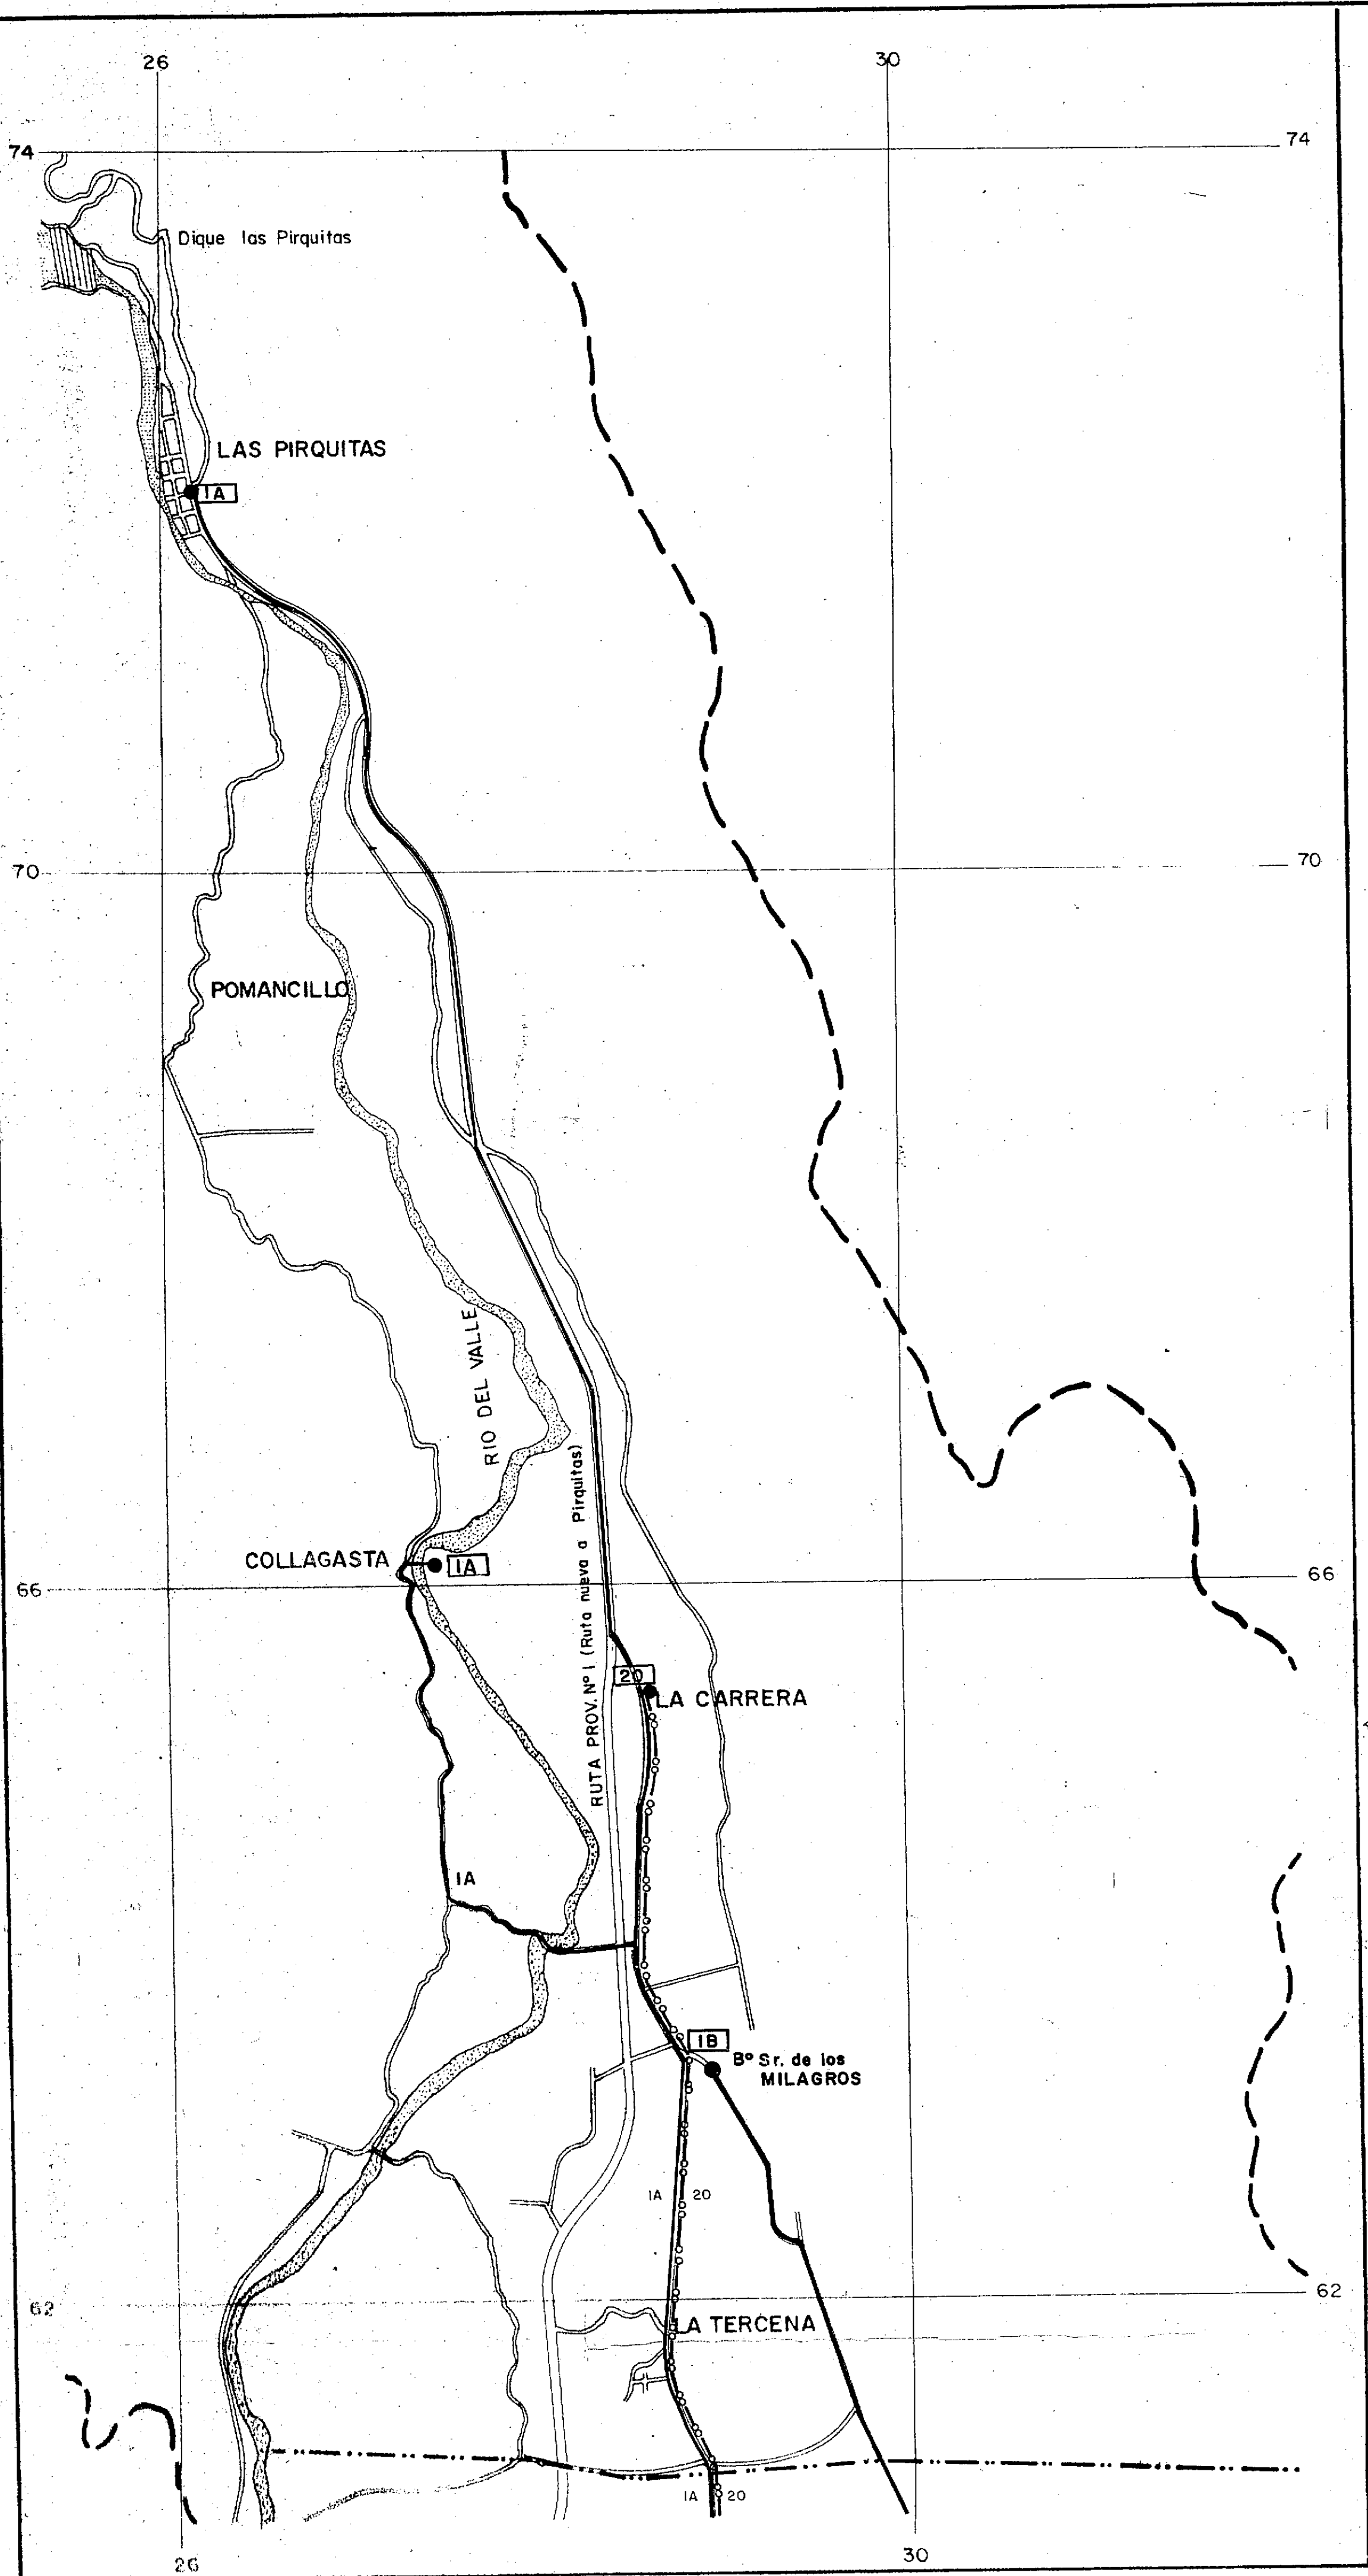 26
30
74
74
Dique las Pirquitas
LAS PIRQUITAS
1A
70
70
POMANCILLO
RIO DEL VALLE
RUTA PROV. Nº 1 (Ruta nueva a Pirquitas)
COLLAGASTA
1A
66
66
20
LA CARRERA
1A
1B
Bº Sr. de los
MILAGROS
1A
20
62
62
LA TERCENA
1A
20
26
30